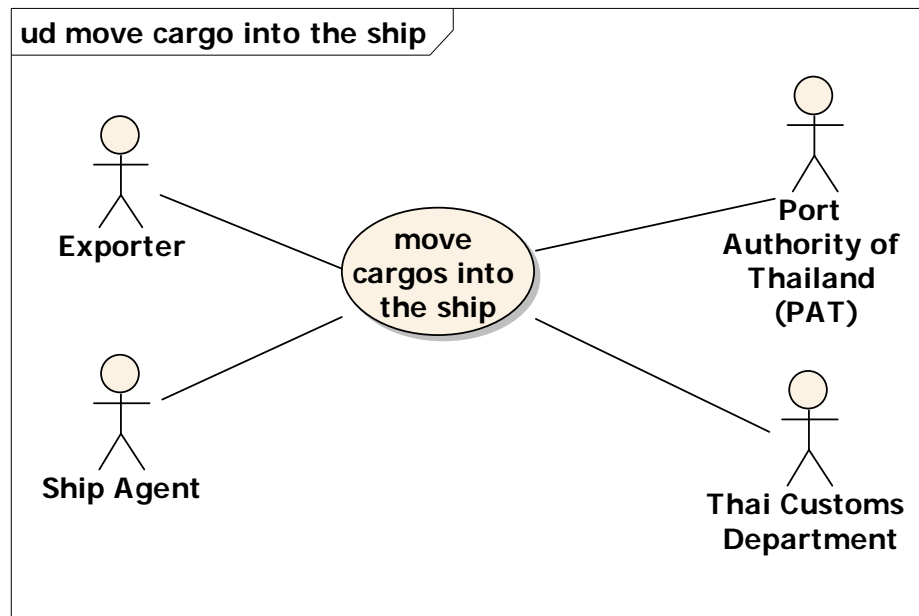 ud move cargo into the ship
Exporter
Port
Authority of
Thailand
(PAT)
move
cargos into
the ship
Ship Agent
Thai Customs
Department